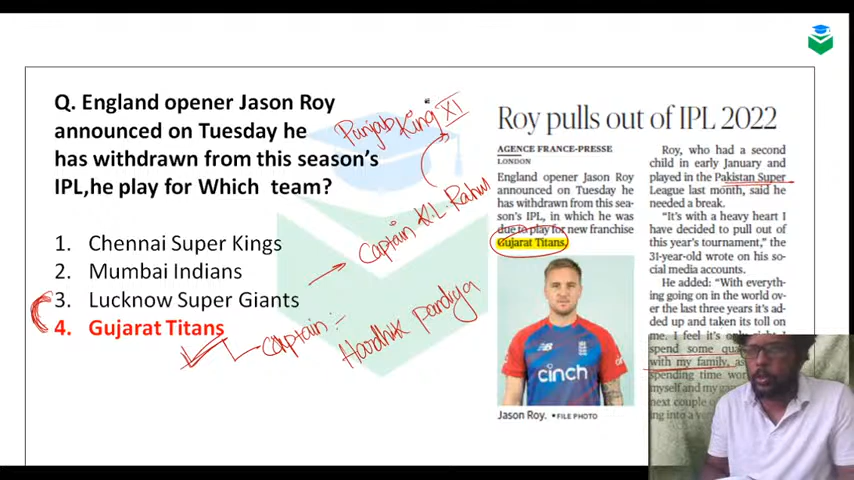 Q. England opener Jason Roy
announced on Tuesday he
has withdrawn from this season's
IPL,he play for Which team?
1. Chennai Super Kings
2. Mumbai Indians
3. Lucknow Super Giants
4. Gujarat Titans
Punjab King XI
Captain K.L. Rahul
Captain :-
Hoodhik Pandiya
Roy pulls out of IPL 2022
AGENCE FRANCE-PRESSE
LONDON
England opener Jason Roy
announced on Tuesday he
has withdrawn from this sea-
son's IPL, in which he was
due to play for new franchise
Gujarat Titans.
cinch
Jason Roy. •FILE PHOTO
Roy, who had a second
child in early January and
played in the Pakistan Super
League last month, said he
needed a break.
"It's with a heavy heart I
have decided to pull out of
this year's tournament," the
31-year-old wrote on his so-
cial media accounts.
He added: "With everyth-
ing going on in the world ov-
er the last three years it's ad-
ded up and taken its toll on
me. I feel it's
spend some
with my family,
spending time
myself and my
next couple
ing into a